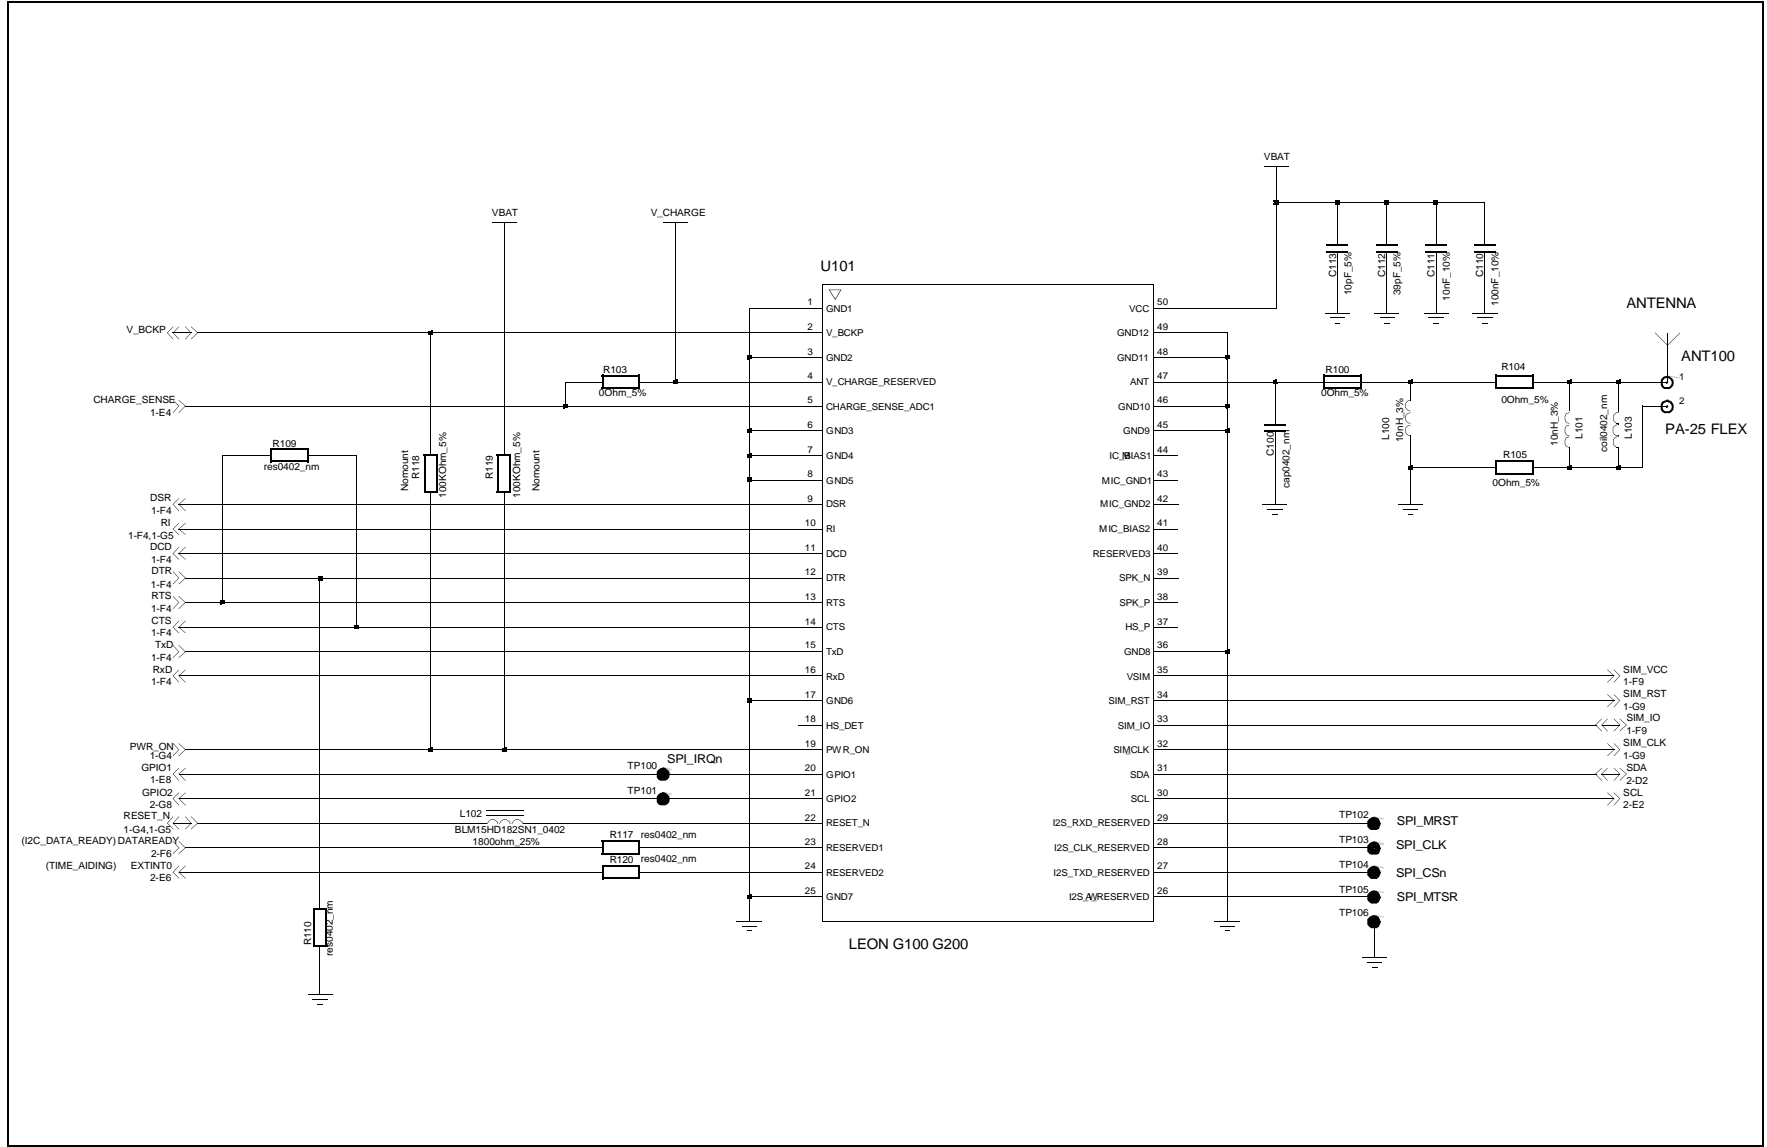 VBAT
VBAT
V_CHARGE
U101
C113
10pF_5%
C112
39pF_5%
C111
10nF_10%
C110
100nF_10%
ANTENNA
ANT100
1
2
PA-25 FLEX
V_BCKP
CHARGE_SENSE
1-E4
R103
0Ohm_5%
R109
res0402_nm
Nomount
R118
100KOhm_5%
R119
100KOhm_5%
Nomount
DSR
1-F4
RI
1-F4,1-G5
DCD
1-F4
DTR
1-F4
RTS
1-F4
CTS
1-F4
TxD
1-F4
RxD
1-F4
PWR_ON
1-G4
GPIO1
1-E8
GPIO2
2-G8
RESET_N
1-G4,1-G5
(I2C_DATA_READY) DATAREADY
2-F6
(TIME_AIDING) EXTINT0
2-E6
TP100
SPI_IRQn
TP101
L102
BLM15HD182SN1_0402
1800ohm_25%
R117 res0402_nm
R120 res0402_nm
R110
res0402_nm
1 GND1
2 V_BCKP
3 GND2
4 V_CHARGE_RESERVED
5 CHARGE_SENSE_ADC1
6 GND3
7 GND4
8 GND5
9 DSR
10 RI
11 DCD
12 DTR
13 RTS
14 CTS
15 TxD
16 RxD
17 GND6
18 HS_DET
19 PWR_ON
20 GPIO1
21 GPIO2
22 RESET_N
23 RESERVED1
24 RESERVED2
25 GND7
VCC 50
GND12 49
GND11 48
ANT 47
GND10 46
GND9 45
44
MIC_GND1 43
MIC_GND2 42
MIC_BIAS2 41
RESERVED3 40
SPK_N 39
SPK_P 38
HS_P 37
GND8 36
VSIM 35
SIM_RST 34
SIM_IO 33
32
SDA 31
SCL 30
I2S_RXD_RESERVED 29
I2S_CLK_RESERVED 28
I2S_TXD_RESERVED 27
26
LEON G100 G200
R100
0Ohm_5%
R104
0Ohm_5%
R105
0Ohm_5%
C100
cap0402_nm
L100
10nH_3%
10nH_3%
L101
coil0402_nm
L103
SIM_VCC
1-F9
SIM_RST
1-G9
SIM_IO
1-F9
SIM_CLK
1-G9
SDA
2-D2
SCL
2-E2
TP102 SPI_MRST
TP103 SPI_CLK
TP104 SPI_CSn
TP105 SPI_MTSR
TP106